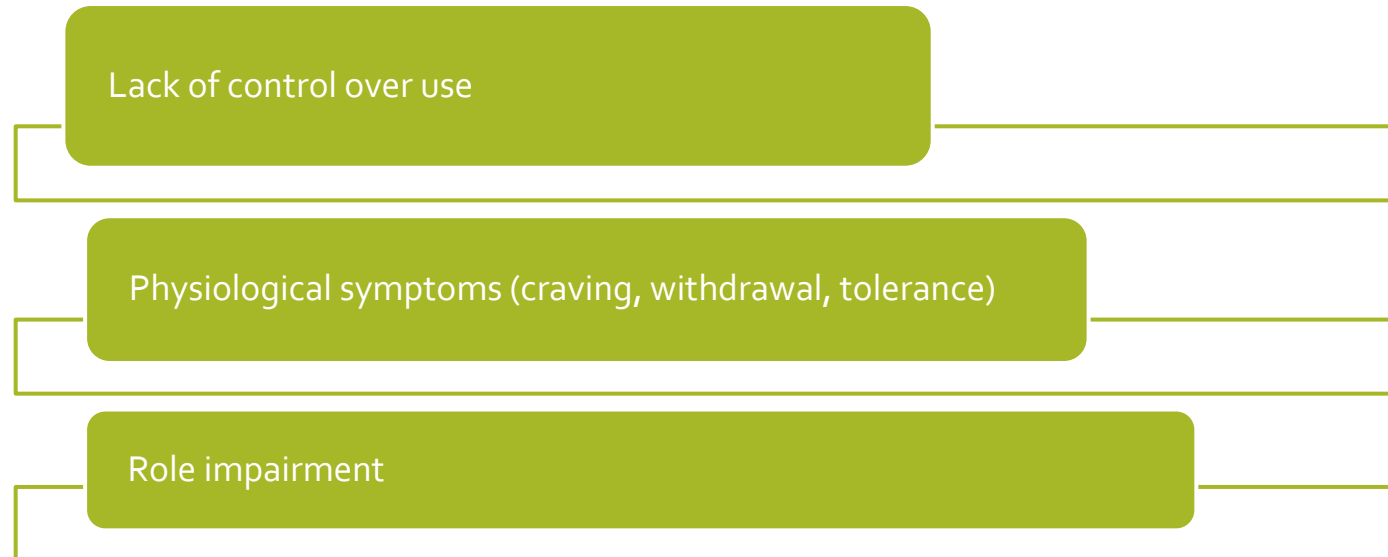 Lack of control over use
Physiological symptoms (craving, withdrawal, tolerance)
Role impairment